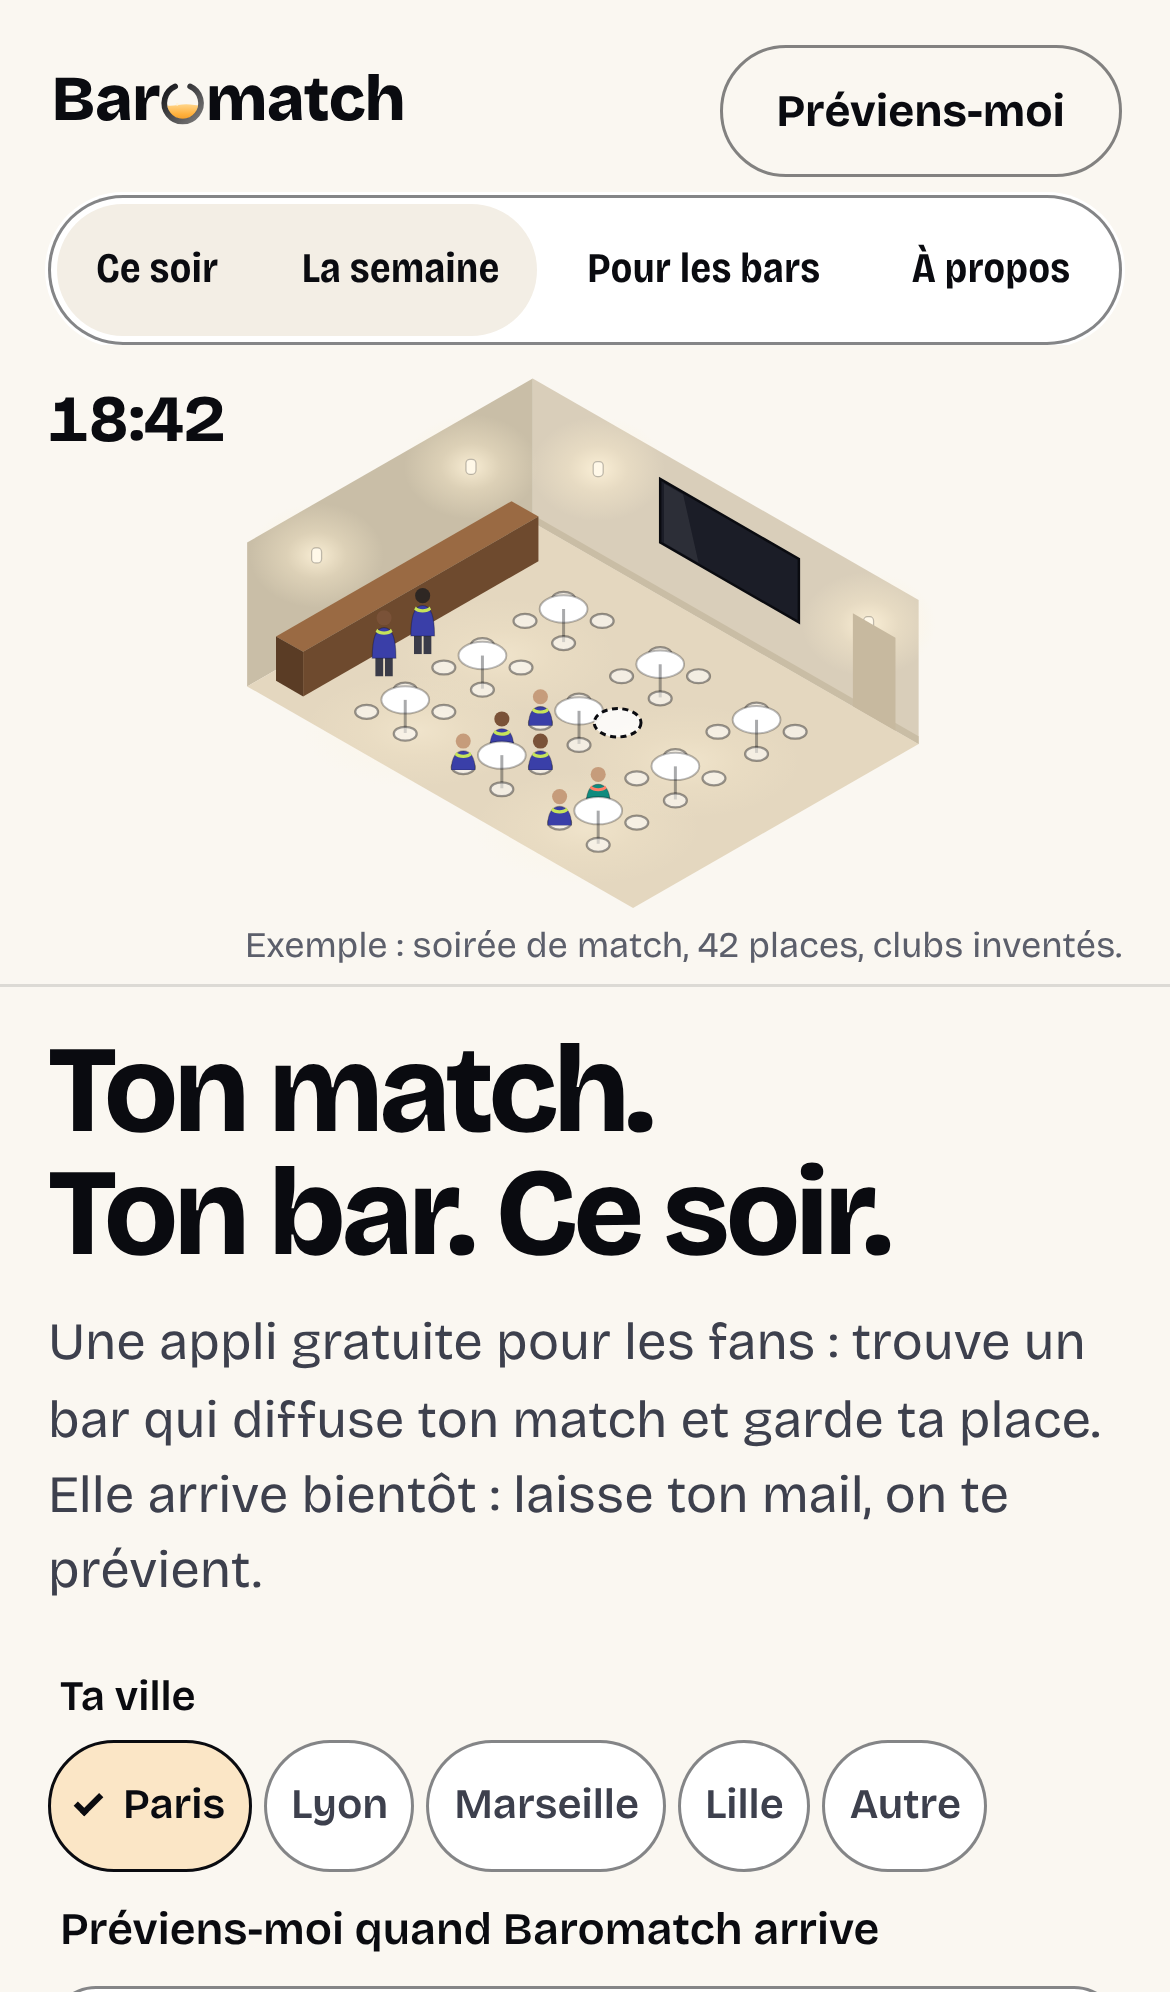 Baromatch
Préviens-moi
Ce soir La semaine Pour les bars À propos
18:42
Exemple : soirée de match, 42 places, clubs inventés.
Ton match.
Ton bar. Ce soir.
Une appli gratuite pour les fans : trouve un
bar qui diffuse ton match et garde ta place.
Elle arrive bientôt : laisse ton mail, on te
prévient.
Ta ville
Paris Lyon Marseille Lille Autre
Préviens-moi quand Baromatch arrive